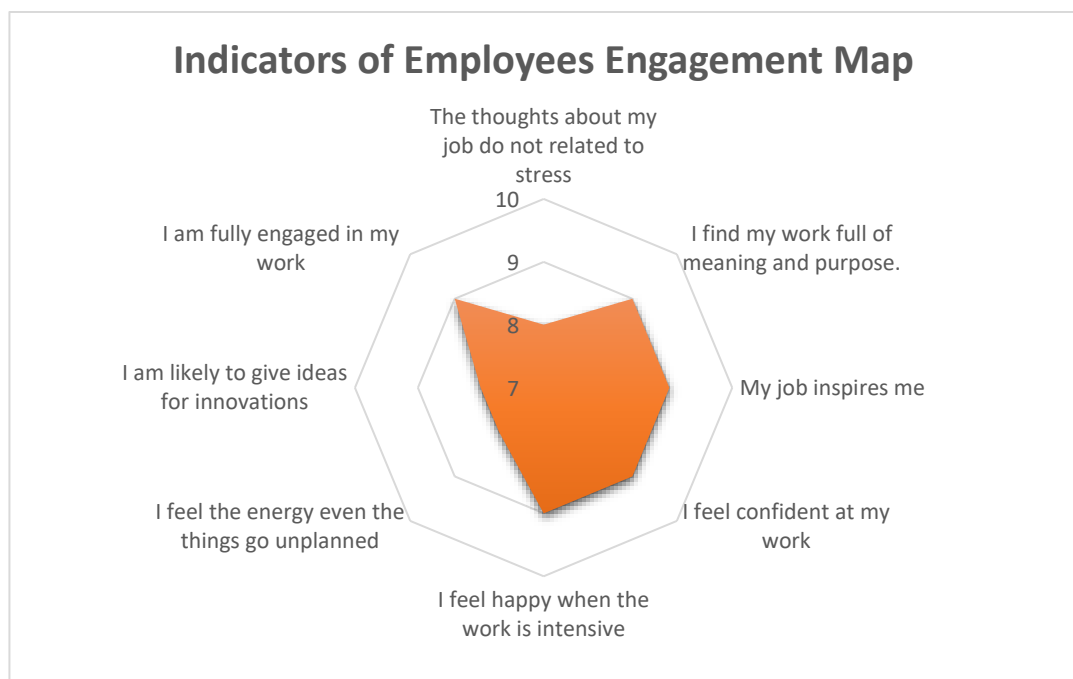 Indicators of Employees Engagement Map
The thoughts about my
job do not related to
stress
10
I am fully engaged in my
work
I find my work full of
meaning and purpose.
9
8
I am likely to give ideas
for innovations
7
My job inspires me
I feel the energy even the
things go unplanned
I feel confident at my
work
I feel happy when the
work is intensive